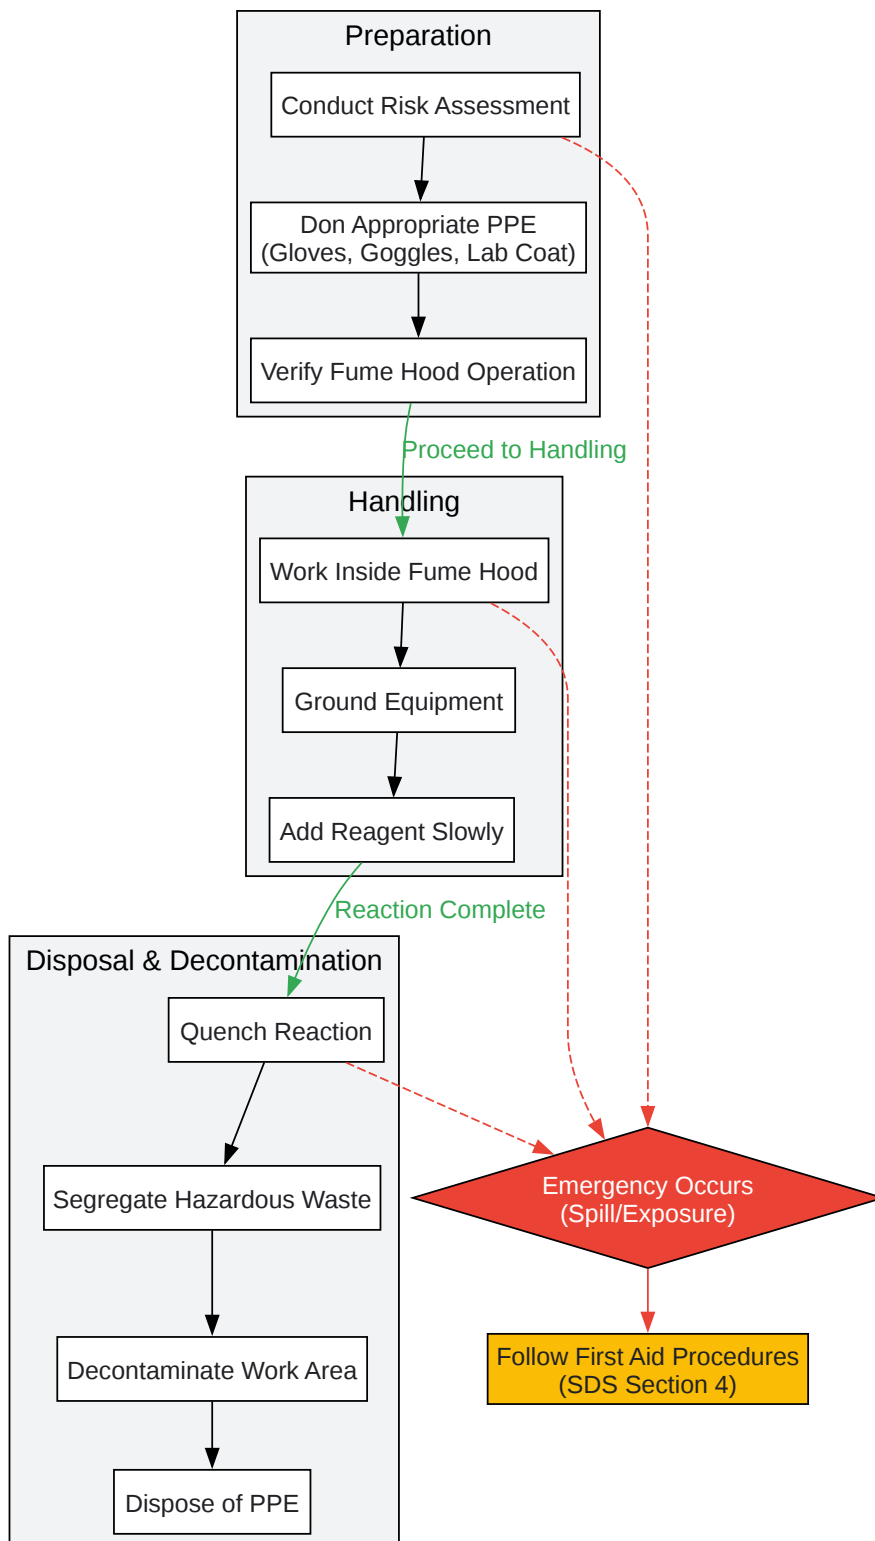 Preparation
Conduct Risk Assessment
Don Appropriate PPE
(Gloves, Goggles, Lab Coat)
Verify Fume Hood Operation
Proceed to Handling
Handling
Work Inside Fume Hood
Ground Equipment
Add Reagent Slowly
Reaction Complete
Disposal & Decontamination
Quench Reaction
Segregate Hazardous Waste
Emergency Occurs
(Spill/Exposure)
Decontaminate Work Area
Follow First Aid Procedures
(SDS Section 4)
Dispose of PPE